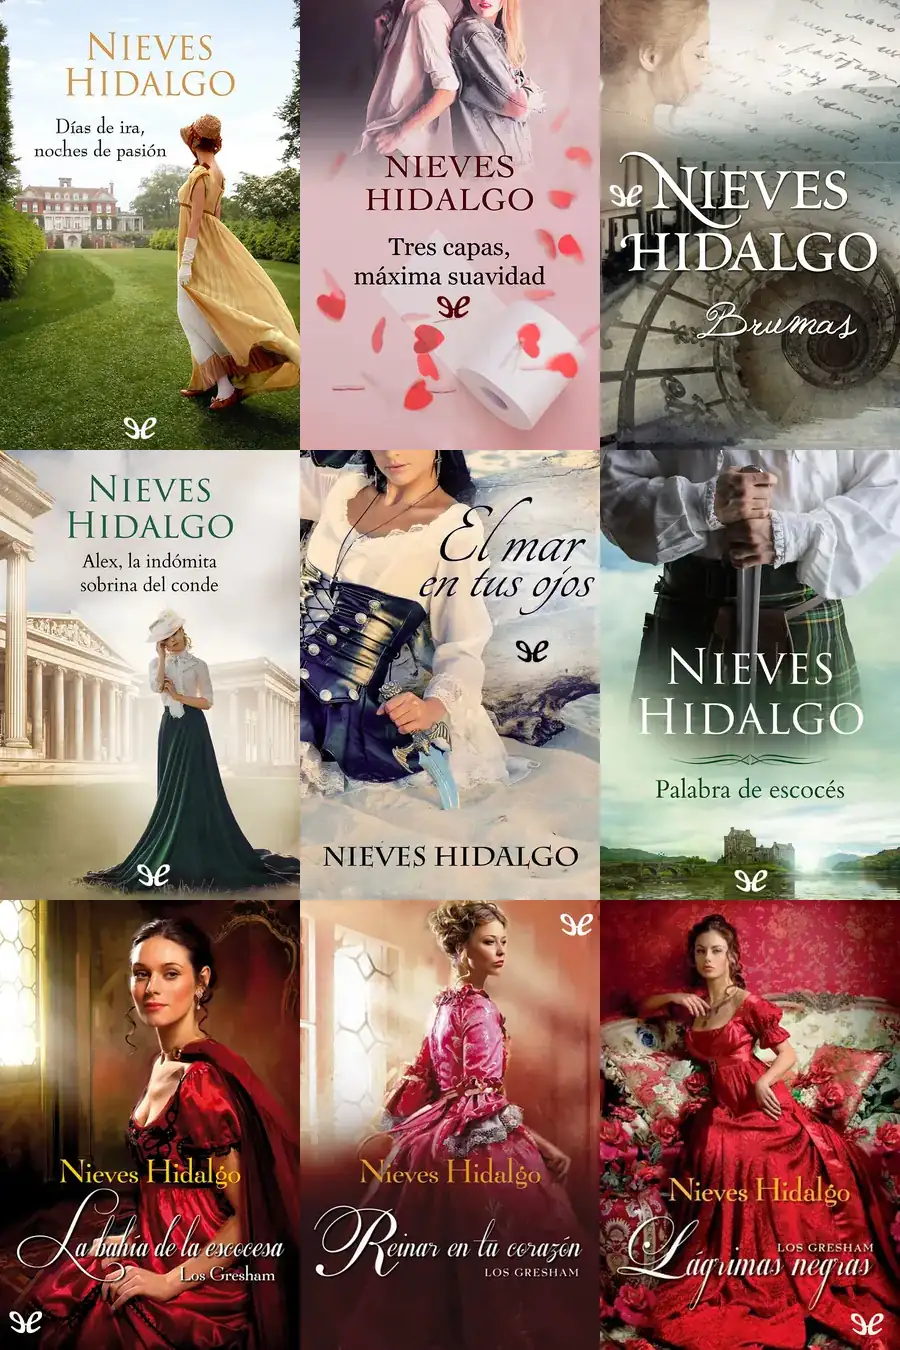 NIEVES
HIDALGO
Días de ira,
noches de pasión
NIEVES
HIDALGO
Tres capas,
máxima suavidad
NIEVES
HIDALGO
Brumas
NIEVES
HIDALGO
Alex, la indómita
sobrina del conde
El mar
en tus ojos
NIEVES HIDALGO
NIEVES
HIDALGO
Palabra de escocés
Nieves Hidalgo
La bahía de la escocesa
Los Gresham
Nieves Hidalgo
Reinar en tu corazón
LOS GRESHAM
Nieves Hidalgo
LOS GRESHAM
Lágrimas negras